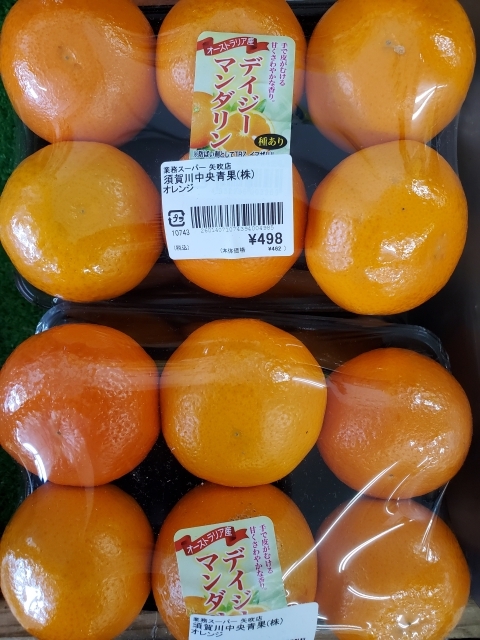 オーストラリア産
手で皮がむける
甘くさわやかな香り。
デイジー
マンダリン
種あり
業務スーパー 矢吹店
須賀川中央青果(株)
オレンジ
10743
(税込)
¥498
(本体価格 ¥462 )
オーストラリア産
手で皮がむける
甘くさわやかな香り。
デイジー
マンダ
業務スーパー 矢吹店
須賀川中央青果(株)
オレンジ